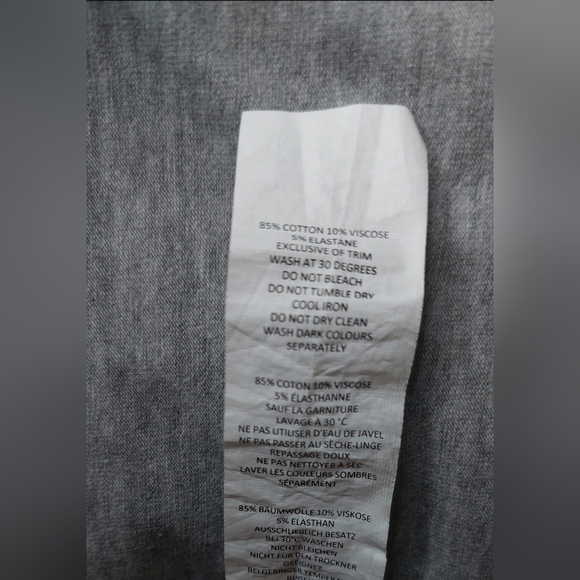 85% COTTON 10% VISCOSE
5% ELASTANE
EXCLUSIVE OF TRIM
WASH AT 30 DEGREES
DO NOT BLEACH
DO NOT TUMBLE DRY
COOL IRON
DO NOT DRY CLEAN
WASH DARK COLOURS
SEPARATELY
85% COTON 10% VISCOSE
5% ÉLASTHANNE
SAUF LA GARNITURE
LAVAGE À 30 °C
NE PAS UTILISER D'EAU DE JAVEL
NE PAS PASSER AU SÈCHE-LINGE
REPASSAGE DOUX
NE PAS NETTOYER À SEC
LAVER LES COULEURS SOMBRES
SÉPARÉMENT
85% BAUMWOLLE 10% VISKOSE
5% ELASTHAN
AUSSCHLIEßLICH BESATZ
BEI 30°C WASCHEN
NICHT BLEICHEN
NICHT FÜR DEN TROCKNER
GEEIGNET
BEI GERINGER TEMPERA